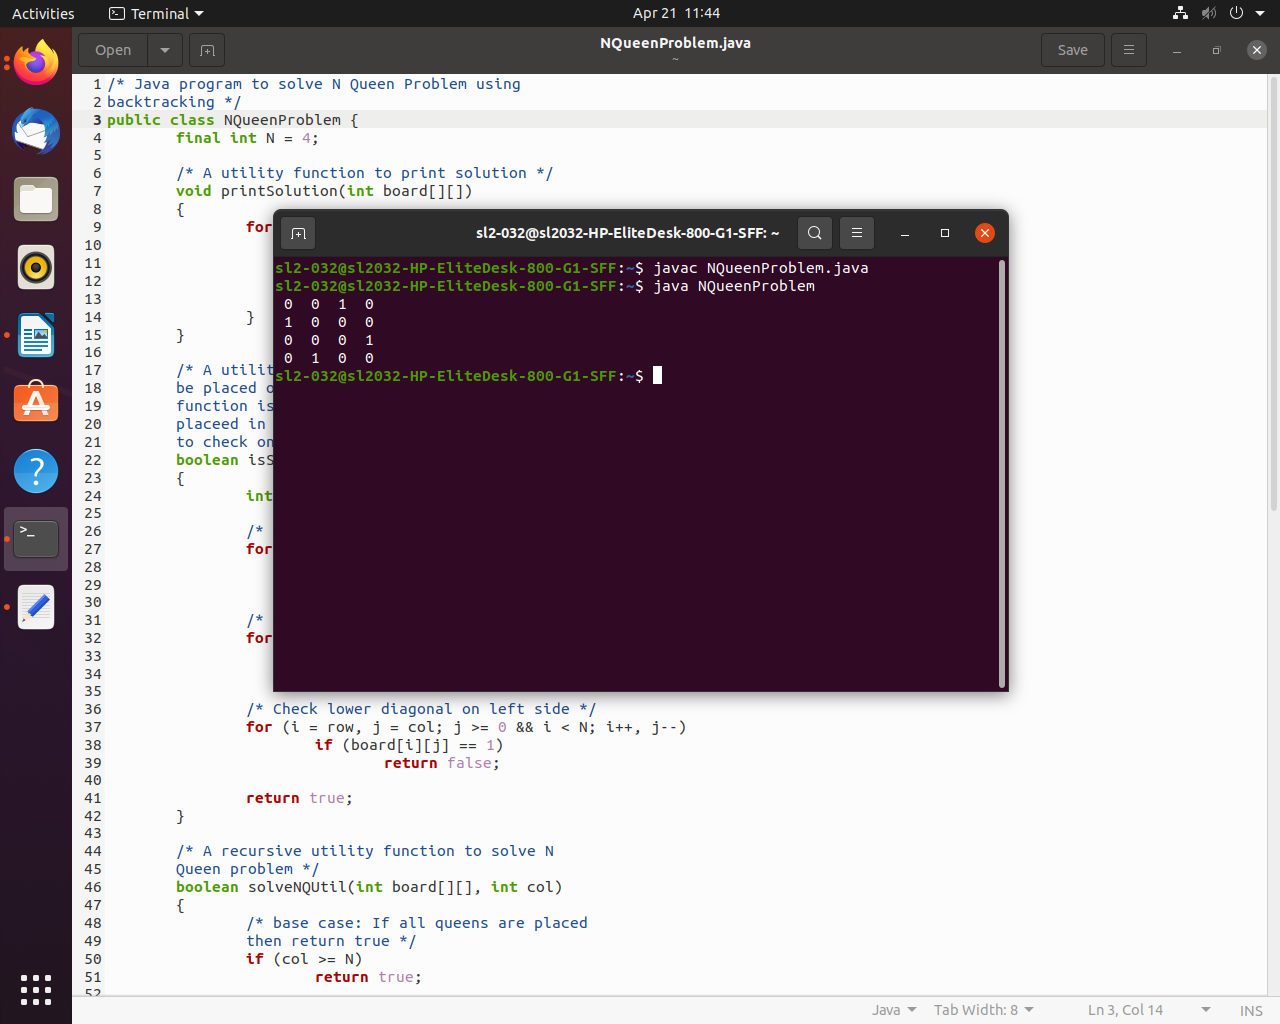 Activities
Terminal
Apr 21 11:44
Open
NQueenProblem.java
~
Save
1 /* Java program to solve N Queen Problem using
2 backtracking */
3 public class NQueenProblem {
4 final int N = 4;
5
6 /* A utility function to print solution */
7 void printSolution(int board[][])
8 {
9 for
10
11
12
13
14 }
15 }
16
17 /* A utilit
18 be placed o
19 function is
20 placeed in
21 to check on
22 boolean isS
23 {
24 int
25
26 /*
27 for
28
29
30
31 /*
32 for
33
34
35
36 /* Check lower diagonal on left side */
37 for (i = row, j = col; j >= 0 && i < N; i++, j--)
38 if (board[i][j] == 1)
39 return false;
40
41 return true;
42 }
43
44 /* A recursive utility function to solve N
45 Queen problem */
46 boolean solveNQUtil(int board[][], int col)
47 {
48 /* base case: If all queens are placed
49 then return true */
50 if (col >= N)
51 return true;
52
sl2-032@sl2032-HP-EliteDesk-800-G1-SFF: ~
sl2-032@sl2032-HP-EliteDesk-800-G1-SFF:~$ javac NQueenProblem.java
sl2-032@sl2032-HP-EliteDesk-800-G1-SFF:~$ java NQueenProblem
0 0 1 0
1 0 0 0
0 0 0 1
0 1 0 0
sl2-032@sl2032-HP-EliteDesk-800-G1-SFF:~$
Java
Tab Width: 8
Ln 3, Col 14
INS